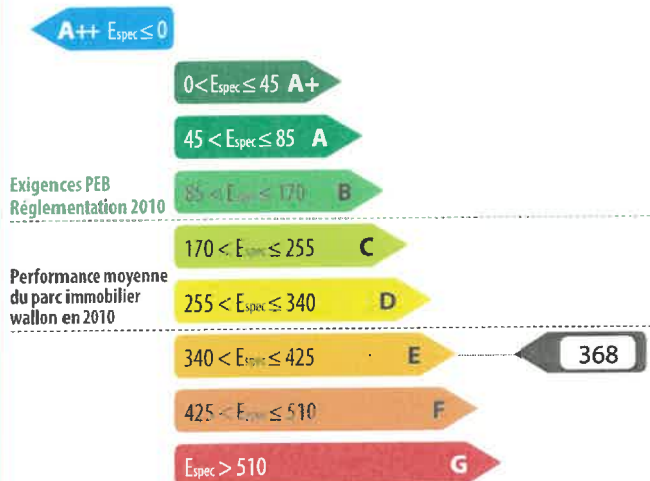 A++ Espec ≤ 0
0 < Espec ≤ 45 A+
45 < Espec ≤ 85 A
Exigences PEB
Réglementation 2010
85 < Espec ≤ 170 B
170 < Espec ≤ 255 C
Performance moyenne
du parc immobilier
wallon en 2010
255 < Espec ≤ 340 D
340 < Espec ≤ 425 E
368
425 < Espec ≤ 510 F
Espec > 510 G